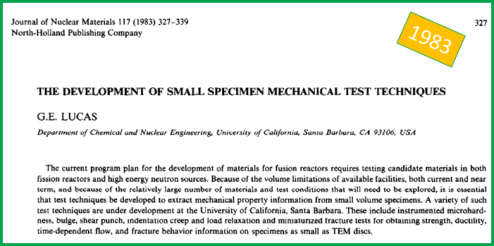 Journal of Nuclear Materials 117 (1983) 327–339
327
North-Holland Publishing Company
1983
THE DEVELOPMENT OF SMALL SPECIMEN MECHANICAL TEST TECHNIQUES
G.E. LUCAS
Department of Chemical and Nuclear Engineering, University of California, Santa Barbara, CA 93106, USA
The current program plan for the development of materials for fusion reactors requires testing candidate materials in both
fission reactors and high energy neutron sources. Because of the volume limitations of available facilities, both current and near
term, and because of the relatively large number of materials and test conditions that will need to be explored, it is essential
that test techniques be developed to extract mechanical property information from small volume specimens. A variety of such
test techniques are under development at the University of California, Santa Barbara. These include instrumented microhard-
ness, bulge, shear punch, indentation creep and load relaxation and miniaturized fracture tests for obtaining strength, ductility,
time-dependent flow, and fracture behavior information on specimens as small as TEM discs.